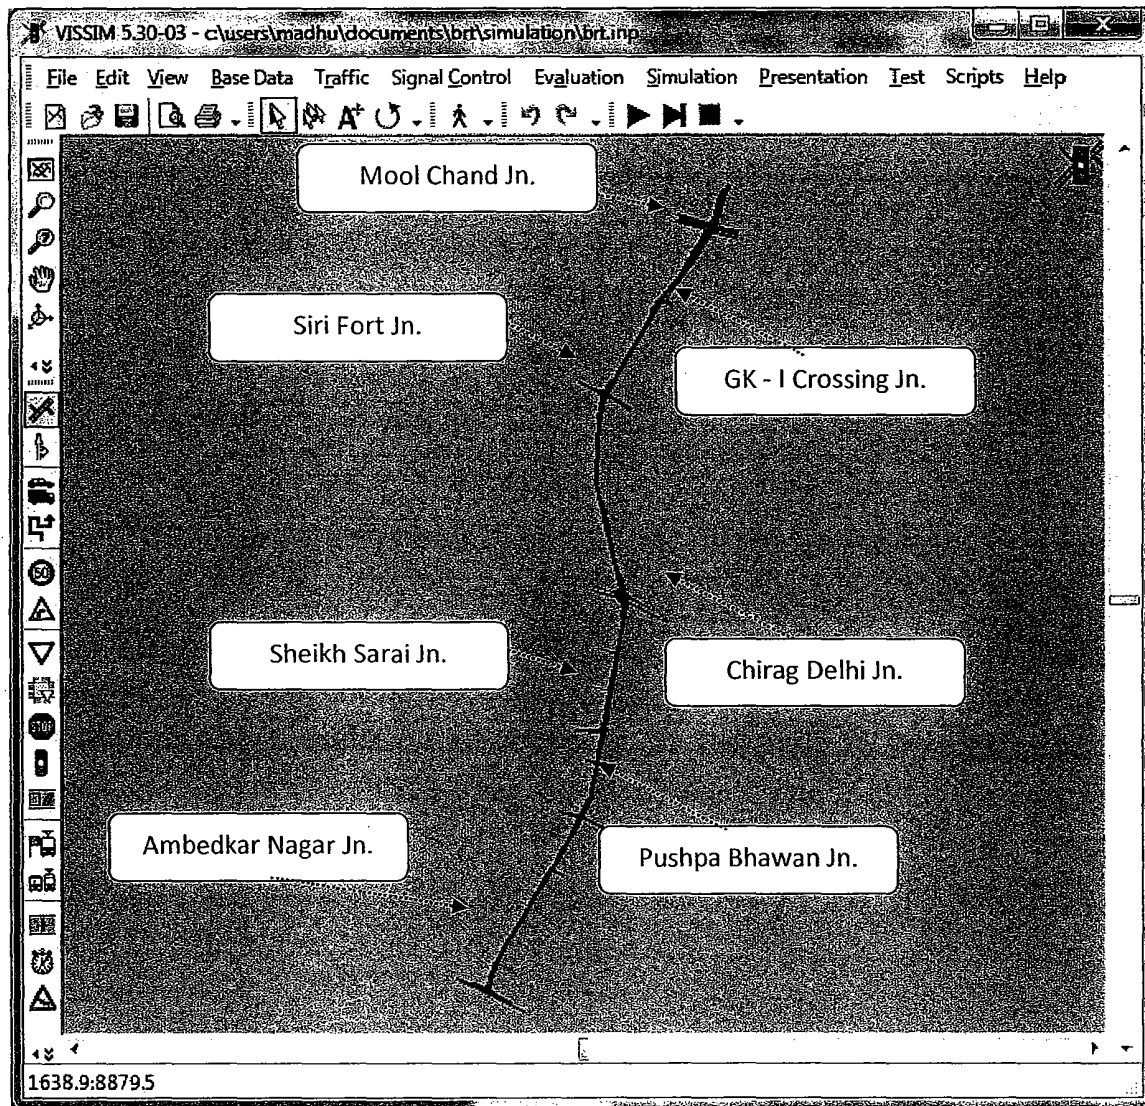 VISSIM 5.30-03 - c:\users\madhu\documents\brt\simulation\brt.inp
File Edit View Base Data Traffic Signal Control Evaluation Simulation Presentation Test Scripts Help
Mool Chand Jn.
Siri Fort Jn.
GK - I Crossing Jn.
Sheikh Sarai Jn.
Chirag Delhi Jn.
Ambedkar Nagar Jn.
Pushpa Bhawan Jn.
1638.9:8879.5